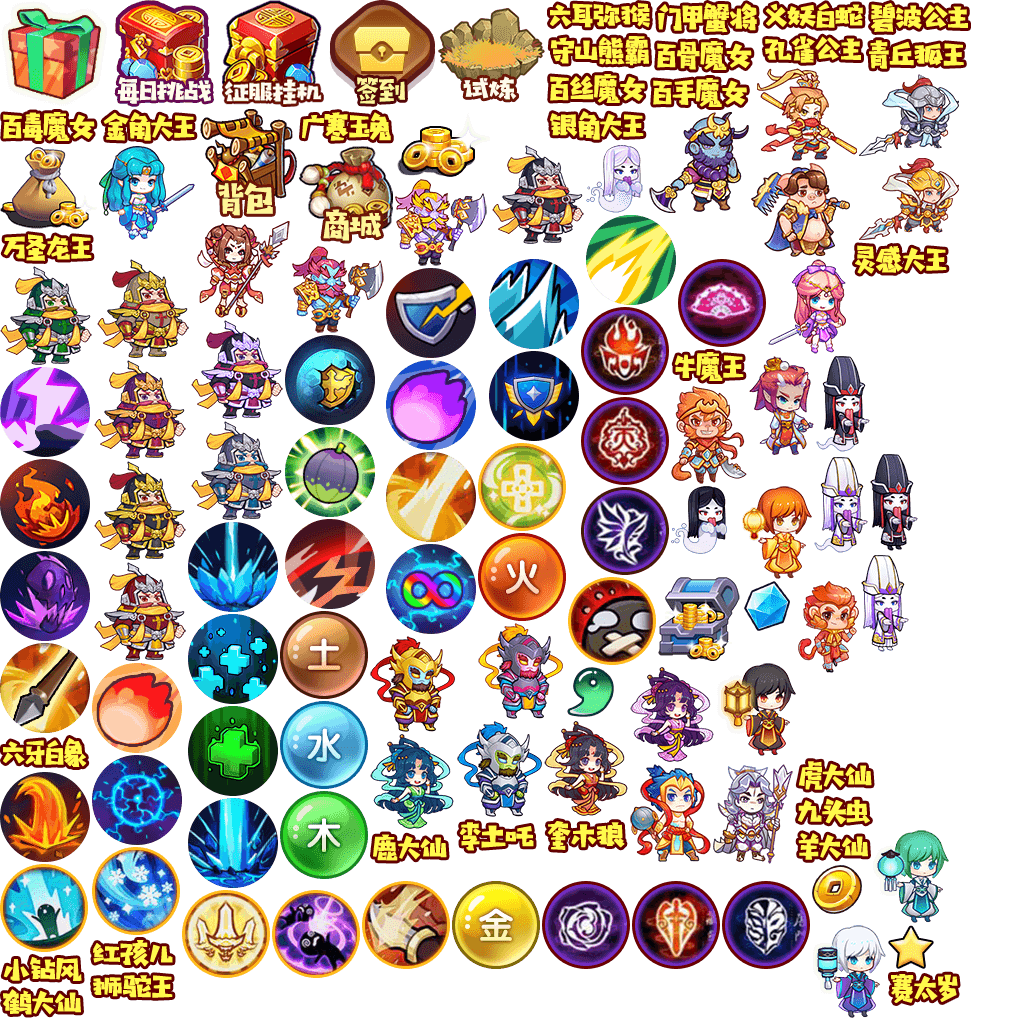 六耳弥猴 门甲蟹将 义妖白蛇 碧波公主
守山熊霸 百骨魔女 孔雀公主 青丘狐王
每日挑战 征服挂机 签到 试炼 百丝魔女 百手魔女
百毒魔女 金角大王 广寒玉兔 银角大王
背包
商城
万圣龙王
灵感大王
牛魔王
火
土
水
六牙白象
虎大仙
九头虫
木
鹿大仙 李土吒 奎木狼 羊大仙
金
红孩儿
小钻风
狮驼王
鹤大仙
赛太岁